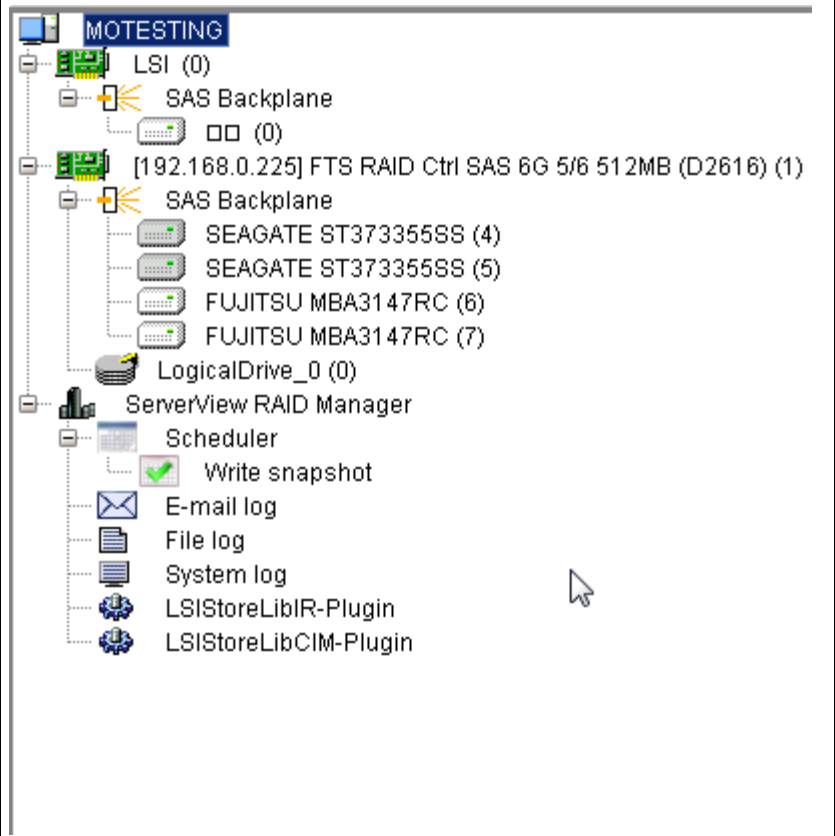 MOTESTING
LSI (0)
SAS Backplane
□□ (0)
[192.168.0.225] FTS RAID Ctrl SAS 6G 5/6 512MB (D2616) (1)
SAS Backplane
SEAGATE ST373355SS (4)
SEAGATE ST373355SS (5)
FUJITSU MBA3147RC (6)
FUJITSU MBA3147RC (7)
LogicalDrive_0 (0)
ServerView RAID Manager
Scheduler
Write snapshot
E-mail log
File log
System log
LSIStoreLibIR-Plugin
LSIStoreLibCIM-Plugin